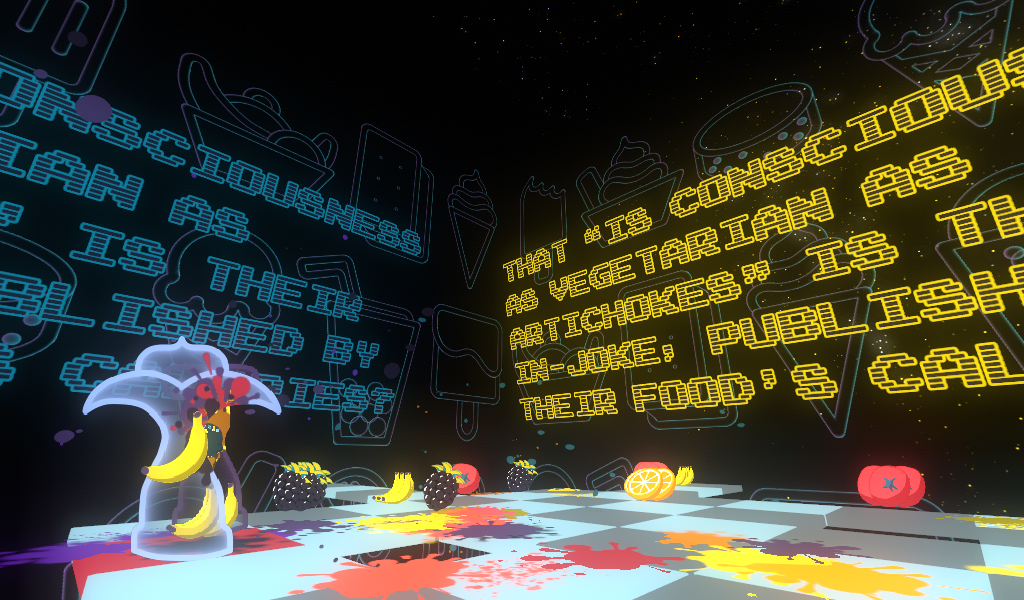 ONSCIOUSNESS
IAN AS
IS THEIR
BLISHED BY
THAT "IS CONSCIOUS
AS VEGETARIAN AS
ARTICHOKES" IS TH
IN-JOKE, PUBLISH
THEIR FOOD'S CAL